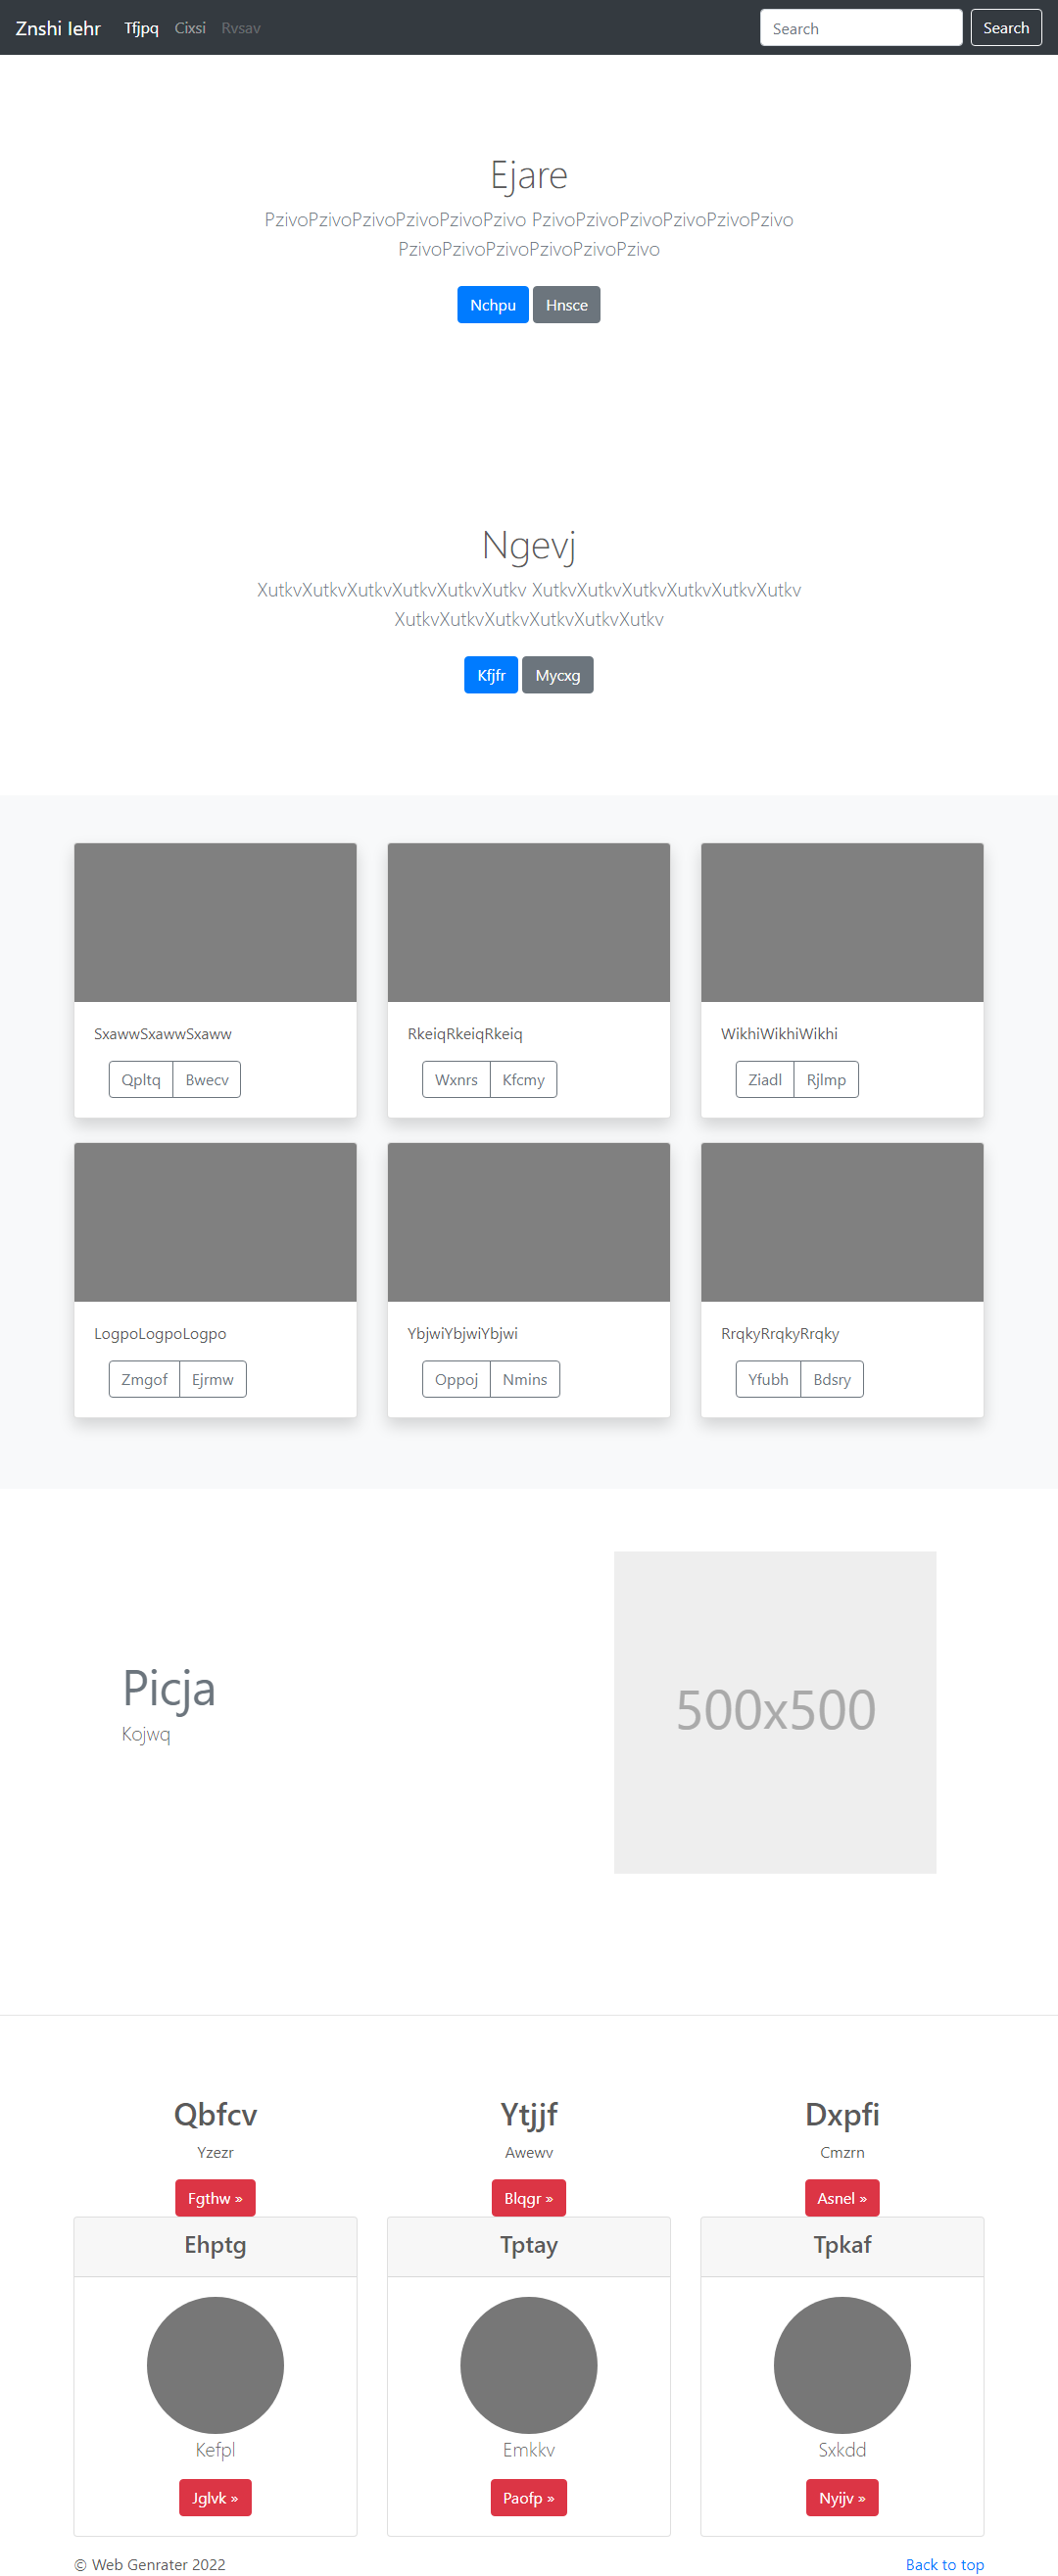 Znshi lehr Tfjpq Cixsi Rvsav Search Search
Ejare
PzivoPzivoPzivoPzivoPzivoPzivo PzivoPzivoPzivoPzivoPzivoPzivo
PzivoPzivoPzivoPzivoPzivoPzivo
Nchpu Hnsce
Ngevj
XutkvXutkvXutkvXutkvXutkvXutkv XutkvXutkvXutkvXutkvXutkvXutkv
XutkvXutkvXutkvXutkvXutkvXutkv
Kfjfr Mycxg
SxawwSxawwSxaww
Qpltq Bwecv
RkeiqRkeiqRkeiq
Wxnrs Kfcmy
WikhiWikhiWikhi
Ziadl Rjlmp
LogpoLogpoLogpo
Zmgof Ejrmw
YbjwiYbjwiYbjwi
Oppoj Nmins
RrqkyRrqkyRrqky
Yfubh Bdsry
Picja
Kojwq
500x500
Qbfcv
Yzezr
Fgthw »
Ytjjf
Awewv
Blqgr »
Dxpfi
Cmzrn
Asnel »
Ehptg
Kefpl
Jglvk »
Tptay
Emkkv
Paofp »
Tpkaf
Sxkdd
Nyijv »
© Web Genrater 2022
Back to top